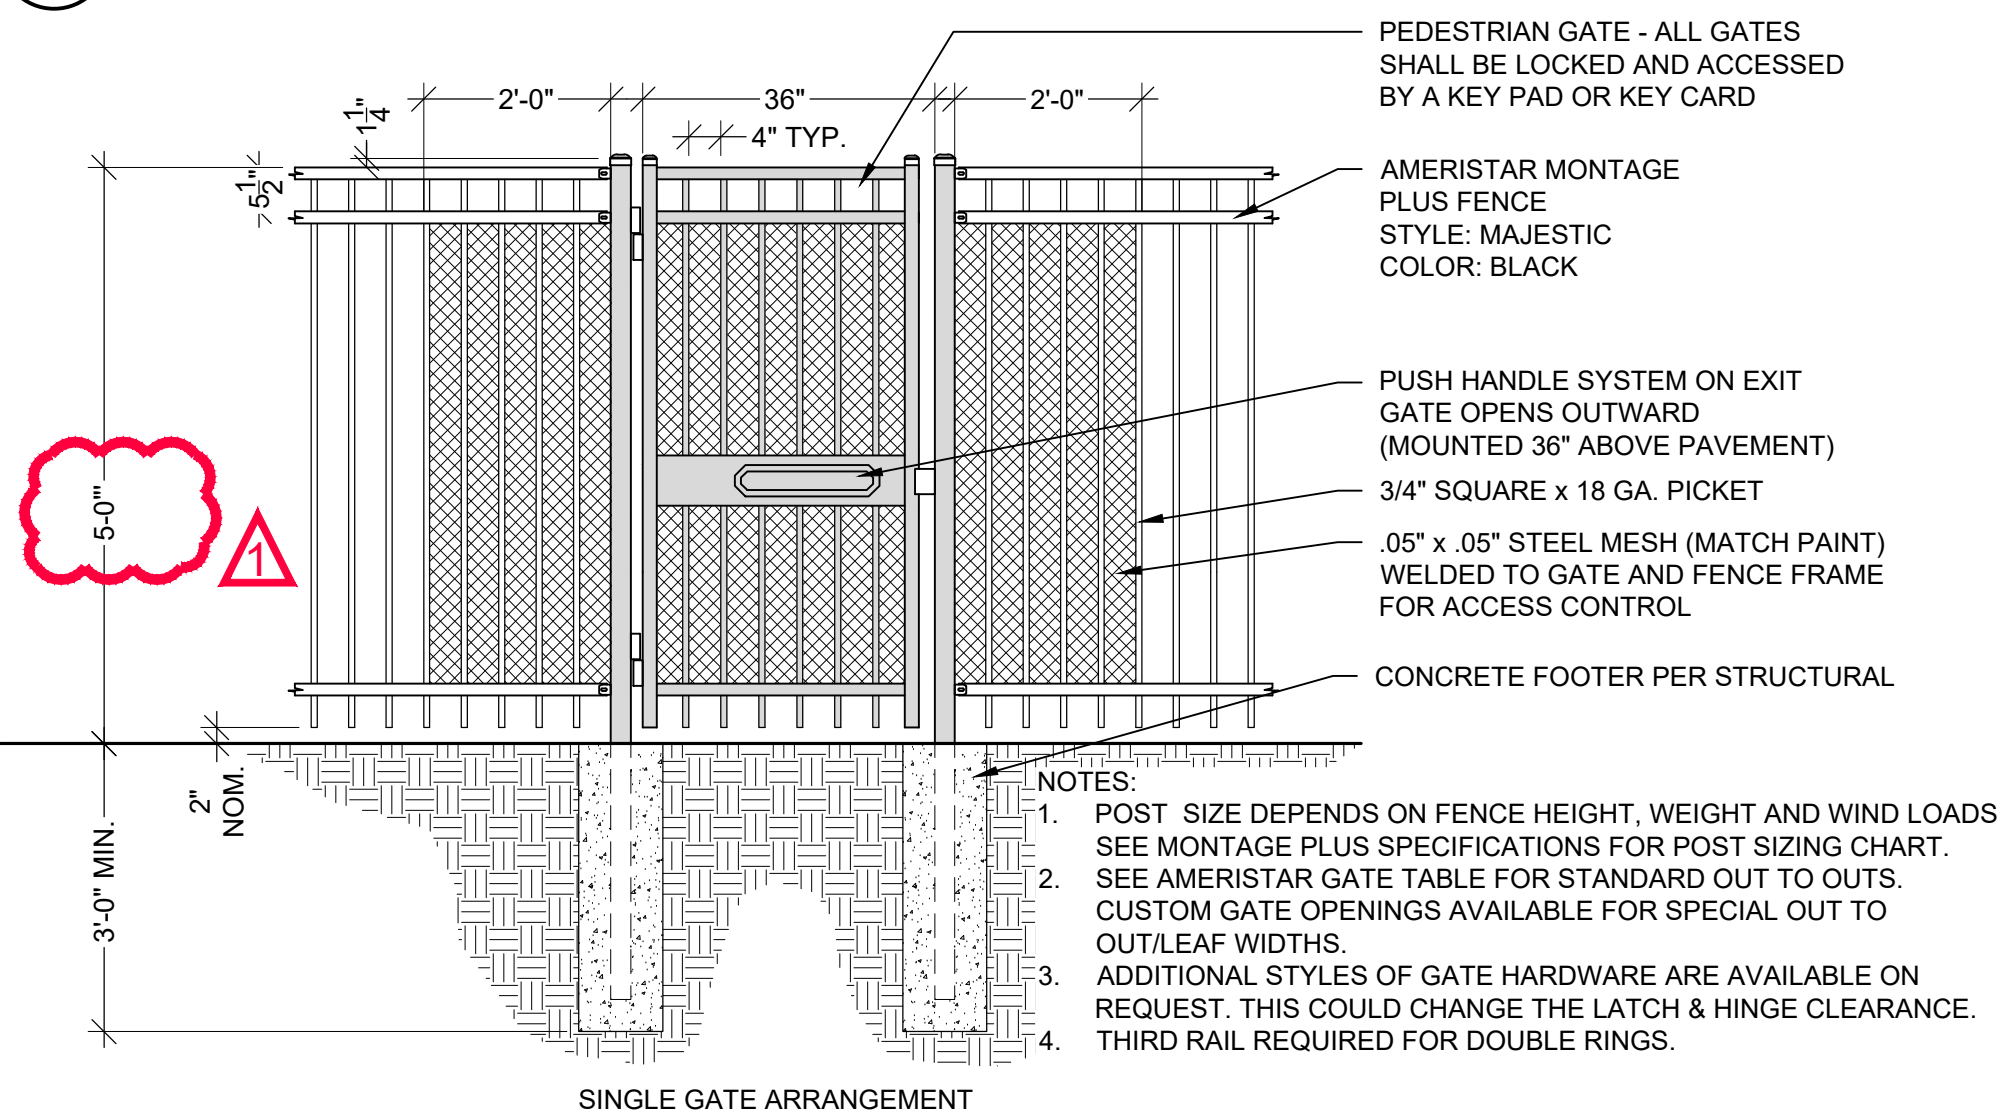 PEDESTRIAN GATE - ALL GATES
SHALL BE LOCKED AND ACCESSED
BY A KEY PAD OR KEY CARD
2'-0"
36"
2'-0"
1 1/4"
4" TYP.
5 1/2"
AMERISTAR MONTAGE
PLUS FENCE
STYLE: MAJESTIC
COLOR: BLACK
PUSH HANDLE SYSTEM ON EXIT
GATE OPENS OUTWARD
(MOUNTED 36" ABOVE PAVEMENT)
3/4" SQUARE x 18 GA. PICKET
5-0'"
1
.05" x .05" STEEL MESH (MATCH PAINT)
WELDED TO GATE AND FENCE FRAME
FOR ACCESS CONTROL
CONCRETE FOOTER PER STRUCTURAL
2"
NOM.
3'-0" MIN.
NOTES:
1. POST SIZE DEPENDS ON FENCE HEIGHT, WEIGHT AND WIND LOADS
SEE MONTAGE PLUS SPECIFICATIONS FOR POST SIZING CHART.
2. SEE AMERISTAR GATE TABLE FOR STANDARD OUT TO OUTS.
CUSTOM GATE OPENINGS AVAILABLE FOR SPECIAL OUT TO
OUT/LEAF WIDTHS.
3. ADDITIONAL STYLES OF GATE HARDWARE ARE AVAILABLE ON
REQUEST. THIS COULD CHANGE THE LATCH & HINGE CLEARANCE.
4. THIRD RAIL REQUIRED FOR DOUBLE RINGS.
SINGLE GATE ARRANGEMENT